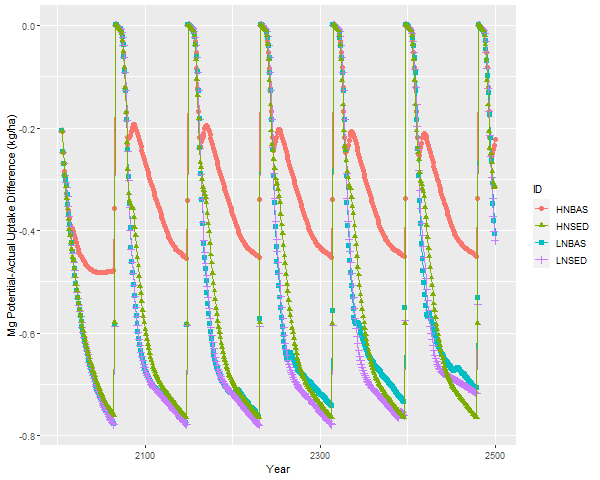 0.0
-0.2
-0.4
-0.6
-0.8
Mg Potential-Actual Uptake Difference (kg/ha)
2100
2300
2500
Year
ID
HNBAS
HNSED
LNBAS
LNSED